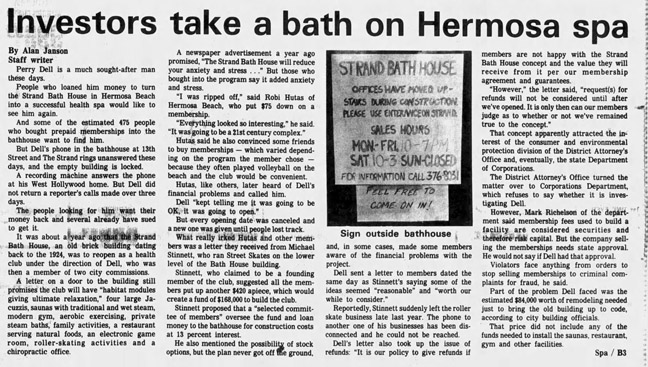 Investors take a bath on Hermosa spa
By Alan Janson
Staff writer
Perry Dell is a much sought-after man
these days.
People who loaned him money to turn
the Strand Bath House in Hermosa Beach
into a successful health spa would like to
see him again.
And some of the estimated 475 people
who bought prepaid memberships into the
bathhouse want to find him.
But Dell's phone in the bathhouse at 13th
Street and The Strand rings unanswered these
days, and the empty building is locked.
A recording machine answers the phone
at his West Hollywood home. But Dell did
not return a reporter's calls made over three
days.
The people looking for him want their
money back and several already have sued
to get it.
It was about a year ago the Strand
Bath House, an old brick building dating
back to the 1924, was to reopen as a health
club under the direction of Dell, who was
then a member of two city commissions.
A letter on a door to the building still
promises the club will have "habitat modules
giving ultimate relaxation," four large Ja-
cuzzis, saunas with traditional and wet steam,
modern gym, aerobic exercising, private
steam baths, family activities, a restaurant
serving natural foods, an electronic game
room, roller-skating activities and a
chiropractic office.
A newspaper advertisement a year ago
promised, "The Strand Bath House will reduce
your anxiety and stress . . ." But those who
bought into the program say it added anxiety
and stress.
"I was ripped off," said Robi Hutas of
Hermosa Beach, who put $75 down on a
membership.
"Everything looked so interesting," he said.
"It was going to be a 21st century complex."
Hutas said he also convinced some friends
to buy memberships — which varied depend-
ing on the program the member chose —
because they often played volleyball on the
beach and the club would be convenient.
Hutas, like others, later heard of Dell's
financial problems and called him.
Dell "kept telling me it was going to be
OK, it was going to open."
But every opening date was canceled and
a new one was given until people lost track.
What really irked Hutas and other mem-
bers was a letter they received from Michael
Stinnett, who ran Street Skates on the lower
level of the Bath House building.
Stinnett, who claimed to be a founding
member of the club, suggested all the mem-
bers put up another $420 apiece, which would
create a fund of $168,000 to build the club.
Stinnett proposed that a "selected commit-
tee of members" oversee the fund and loan
money to the bathhouse for construction costs
at 13 percent interest.
He also mentioned the possibility of stock
options, but the plan never got off the ground,
STRAND BATH HOUSE
OFFICES HAVE MOVED UP-
STAIRS DURING CONSTRUCTION.
PLEASE USE ENTRANCE ON STRAND.
SALES HOURS
MON-FRI 10-7PM
SAT 10-3 SUN-CLOSED
FOR INFORMATION CALL 376-8051
FEEL FREE TO
COME ON IN!
Sign outside bathhouse
and, in some cases, made some members
aware of the financial problems with the
project.
Dell sent a letter to members dated the
same day as Stinnett's saying some of the
ideas seemed "reasonable" and "worth our
while to consider."
Reportedly, Stinnett suddenly left the roller
skate business late last year. The phone to
another one of his businesses has been dis-
connected and he could not be reached.
Dell's letter also took up the issue of
refunds: "It is our policy to give refunds if
members are not happy with the Strand
Bath House concept and the value they will
receive from it per our membership
agreement and guarantees.
"However," the letter said, "request(s) for
refunds will not be considered until after
we've opened. It is only then can our members
judge as to whether or not we've remained
true to the concept."
That concept apparently attracted the in-
terest of the consumer and environmental
protection division of the District Attorney's
Office and, eventually, the state Department
of Corporations.
The District Attorney's Office turned the
matter over to Corporations Department,
which refuses to say whether it is inves-
tigating Dell.
However, Mark Richelson of the depart-
ment said membership fees used to build a
facility are considered securities and
therefore risk capital. But the company sell-
ing the memberships needs state approval.
He would not say if Dell had that approval.
Violators face anything from orders to
stop selling memberships to criminal com-
plaints for fraud, he said.
Part of the problem Dell faced was the
estimated $84,000 worth of remodeling needed
just to bring the old building up to code,
according to city building officials.
That price did not include any of the
funds needed to install the saunas, restaurant,
gym and other facilities.
Spa / B3